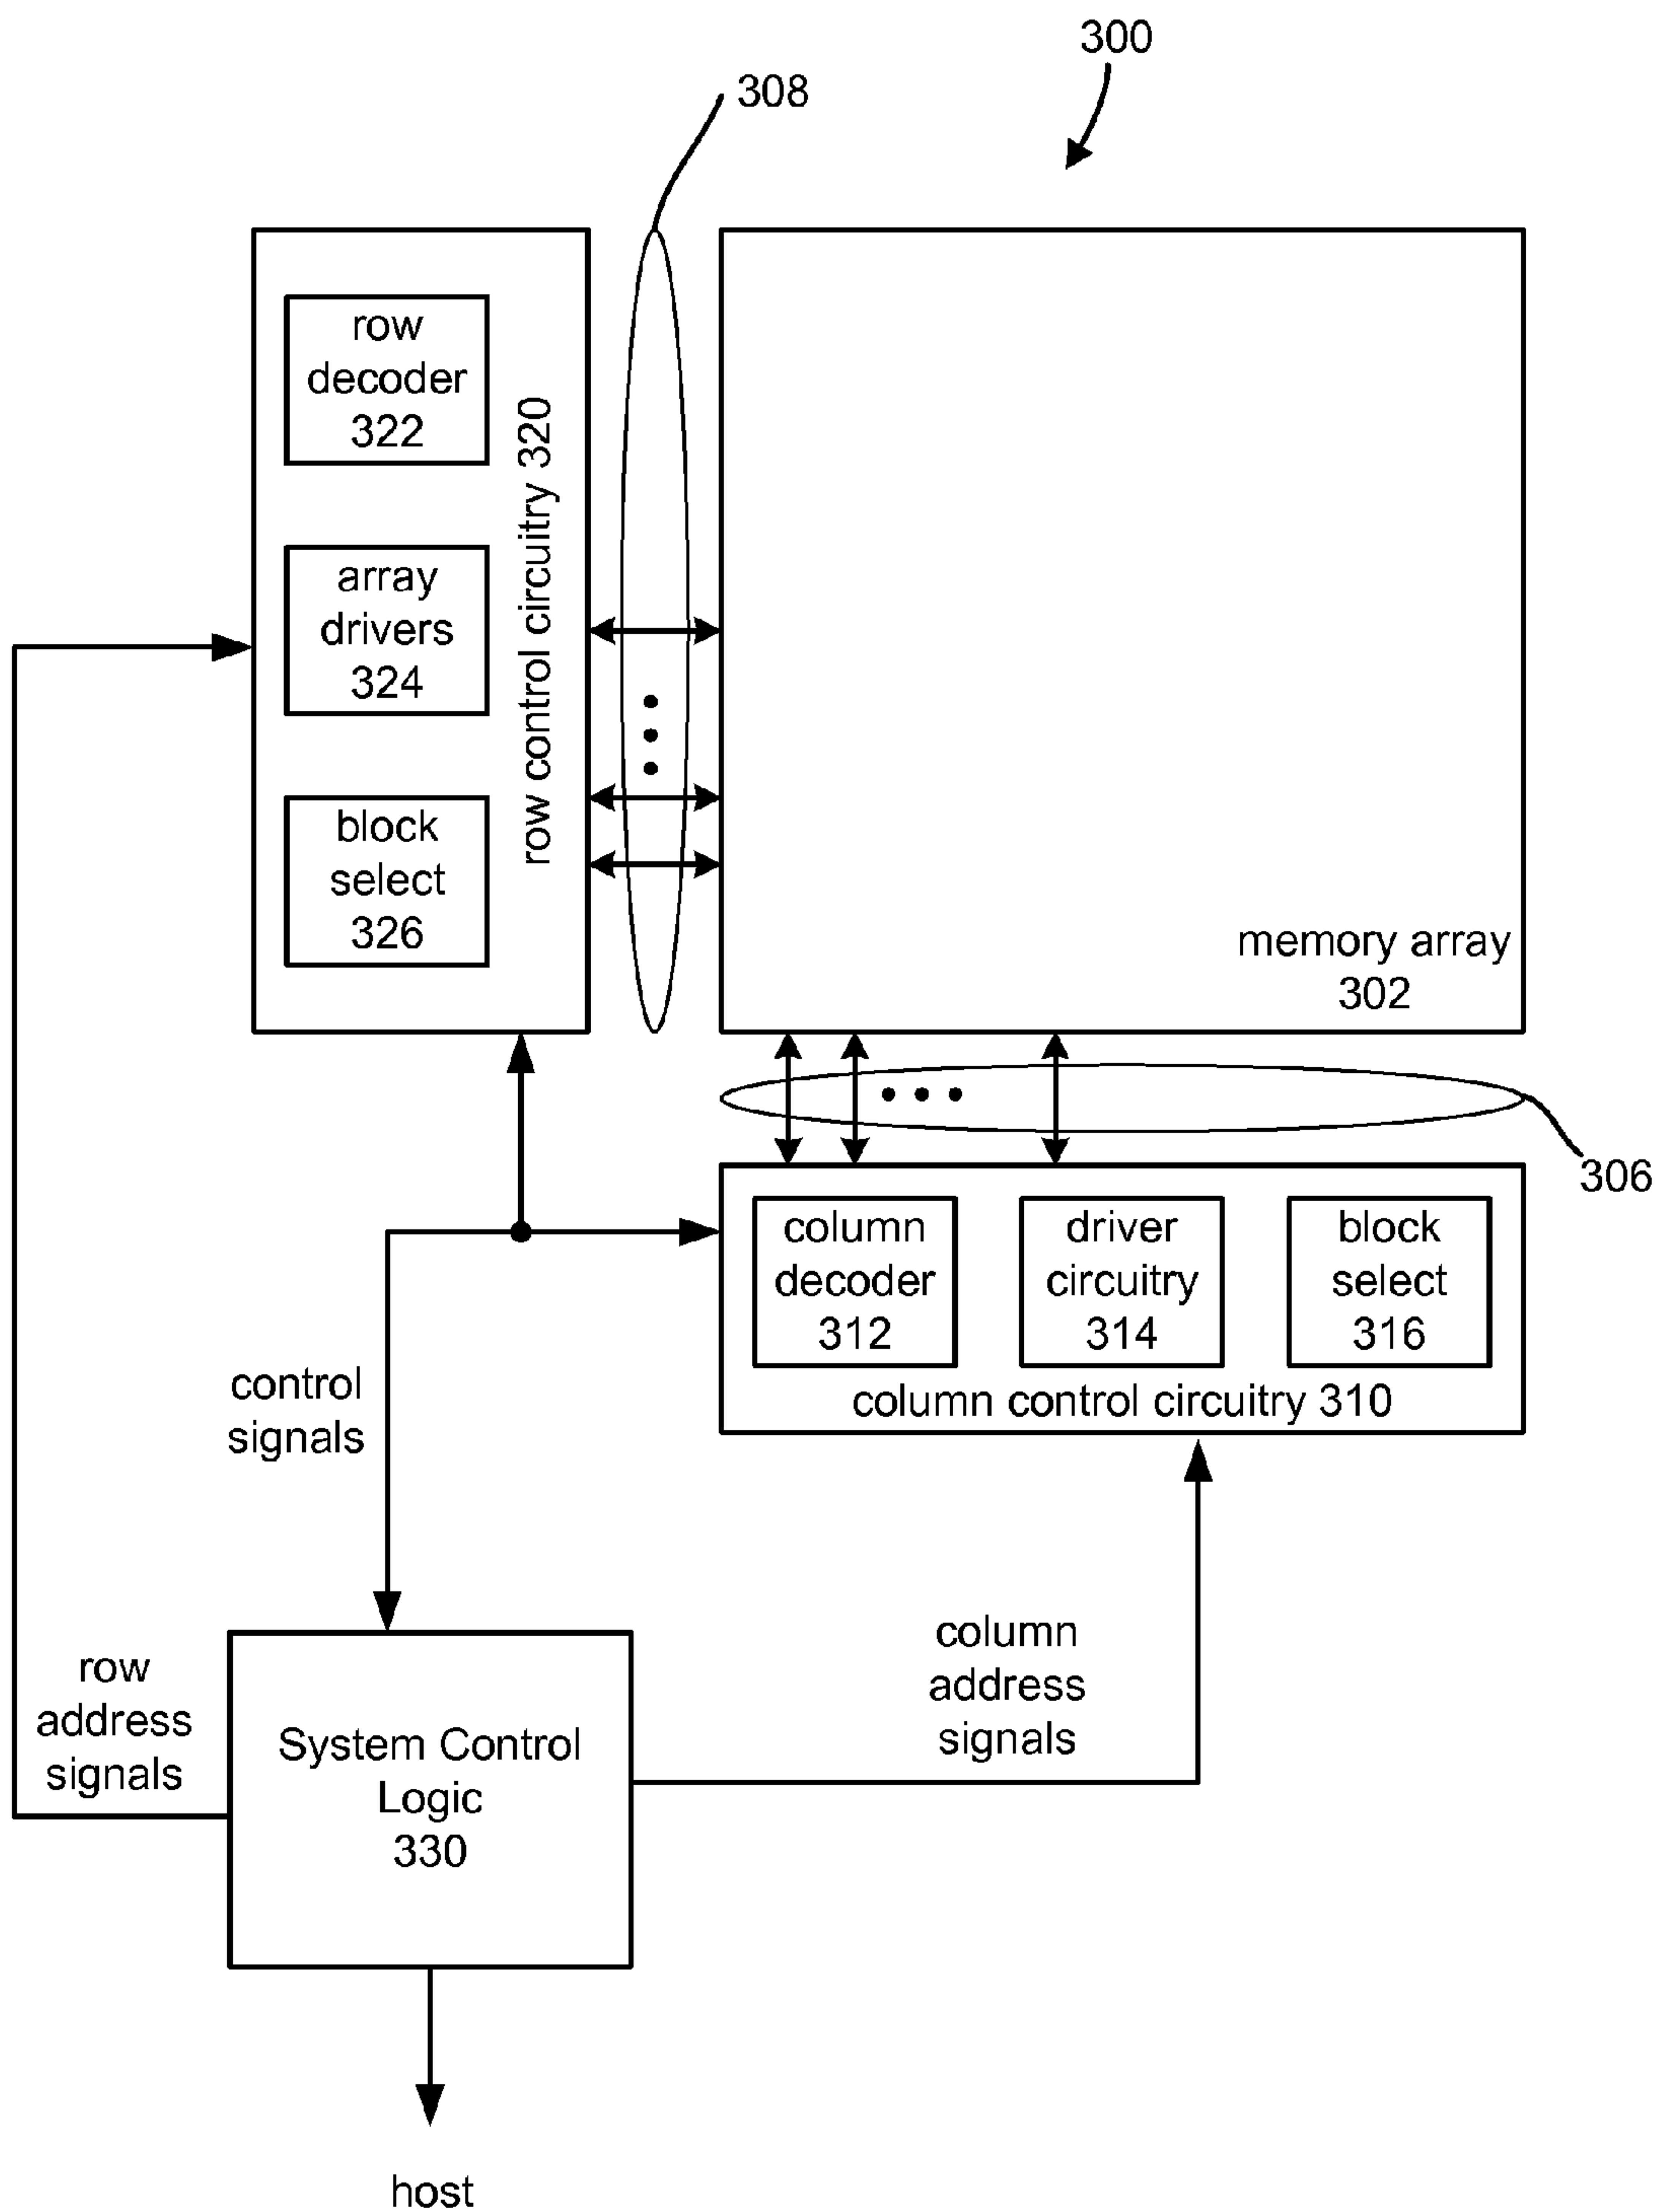 300
308
row
decoder
322
array
drivers
324
block
select
326
row control circuitry 320
memory array
302
306
column
decoder
312
driver
circuitry
314
block
select
316
column control circuitry 310
control
signals
row
address
signals
System Control
Logic
330
column
address
signals
host